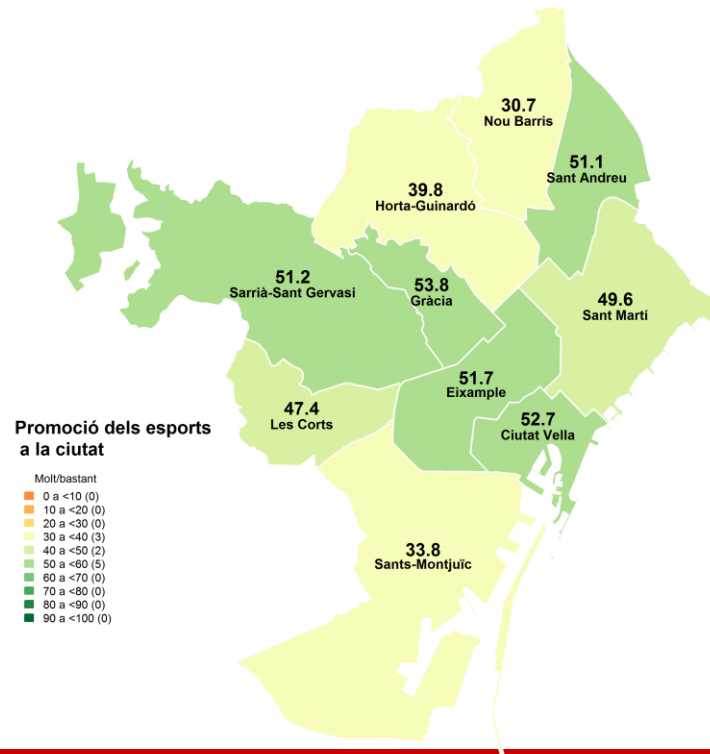 30.7
Nou Barris
51.1
Sant Andreu
39.8
Horta-Guinardó
51.2
Sarrià-Sant Gervasi
53.8
Gràcia
49.6
Sant Martí
51.7
Eixample
47.4
Les Corts
52.7
Ciutat Vella
33.8
Sants-Montjuïc
Promoció dels esports
a la ciutat
Molt/bastant
0 a <10 (0)
10 a <20 (0)
20 a <30 (0)
30 a <40 (3)
40 a <50 (2)
50 a <60 (5)
60 a <70 (0)
70 a <80 (0)
80 a <90 (0)
90 a <100 (0)